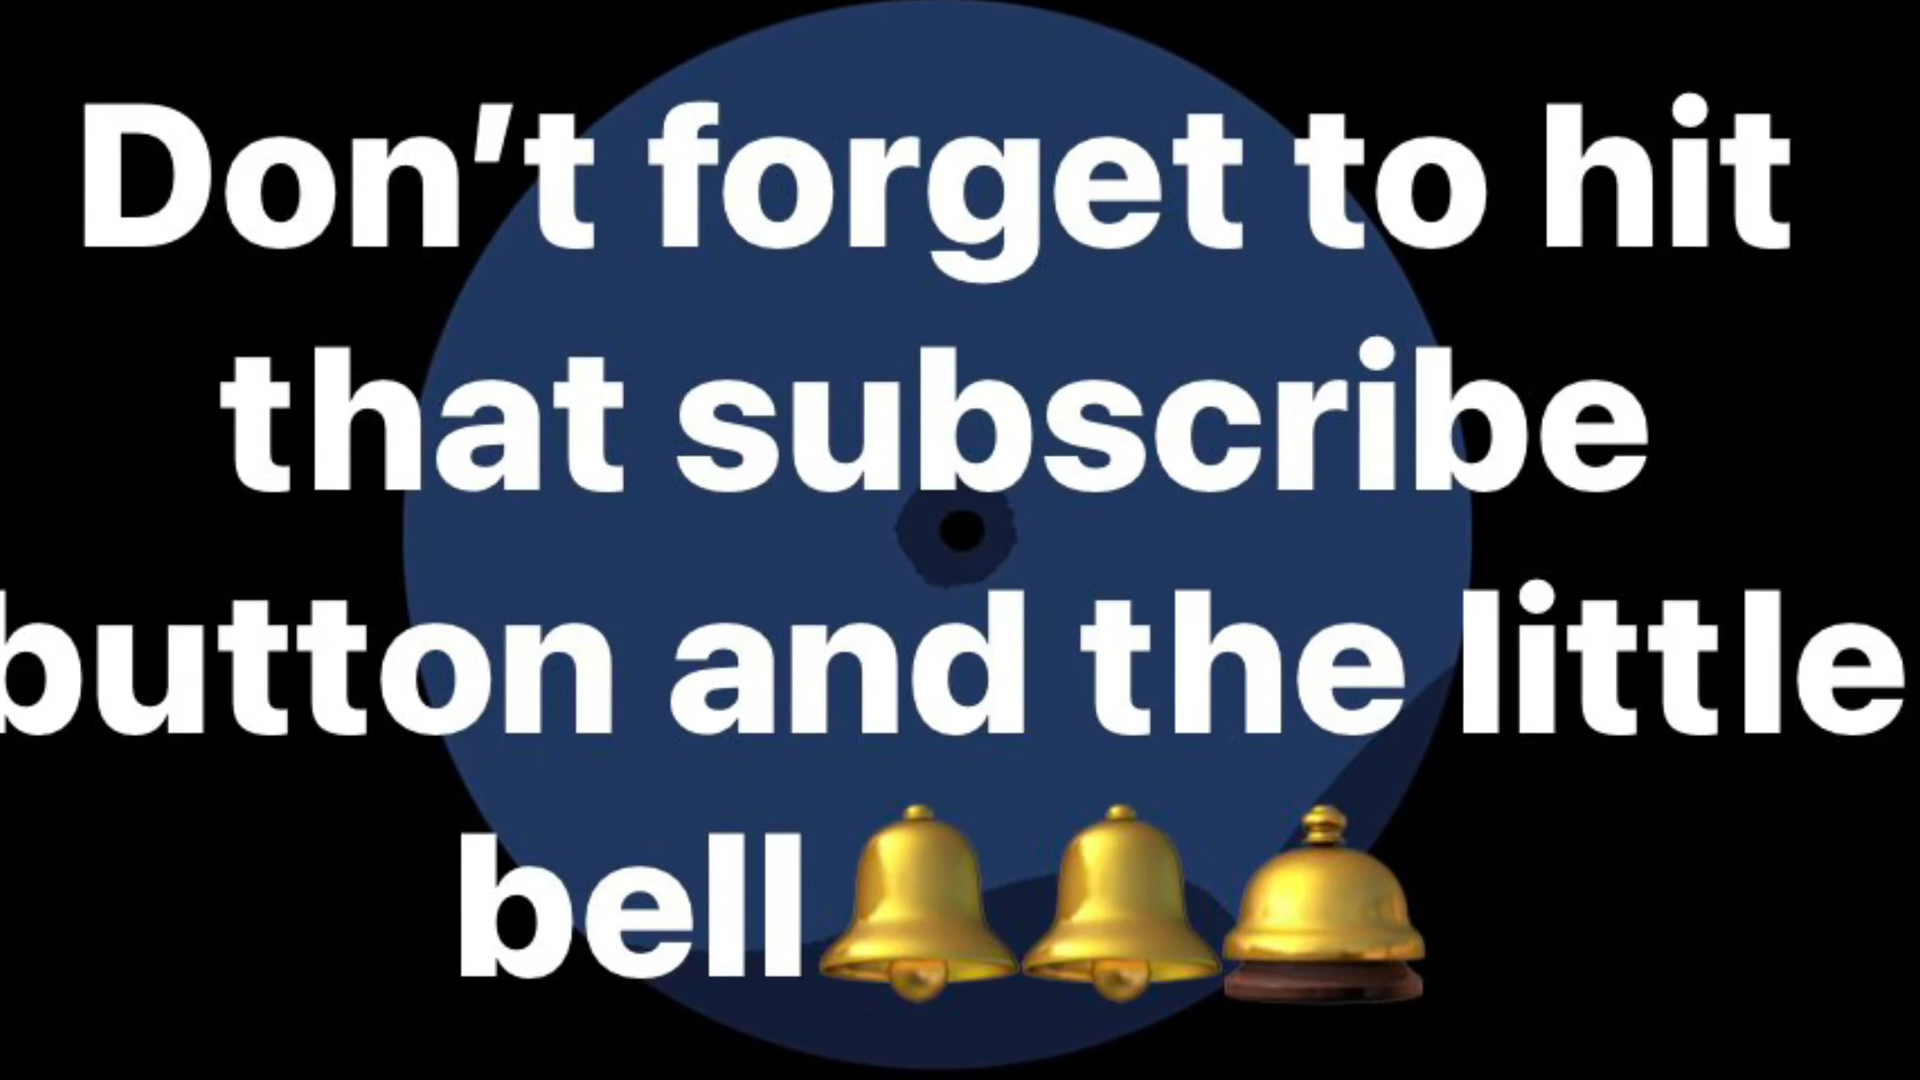 Don’t forget to hit
that subscribe
button and the little
bell🔔🔔🛎️